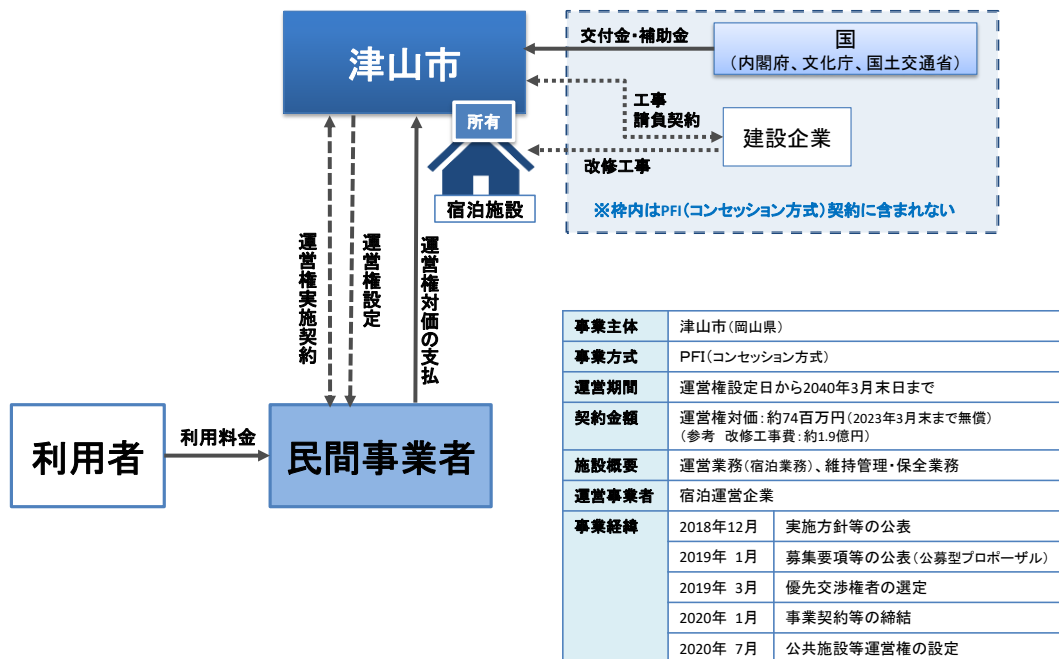 津山市
所有
宿泊施設
交付金・補助金
国
（内閣府、文化庁、国土交通省）
工事
請負契約
建設企業
改修工事
※枠内はPFI（コンセッション方式）契約に含まれない
運営権実施契約
運営権設定
運営権対価の支払
利用者
利用料金
民間事業者
事業主体 津山市（岡山県）
事業方式 PFI（コンセッション方式）
運営期間 運営権設定日から2040年3月末日まで
契約金額 運営権対価：約74百万円（2023年3月末まで無償）
（参考 改修工事費：約1.9億円）
施設概要 運営業務（宿泊業務）、維持管理・保全業務
運営事業者 宿泊運営企業
事業経緯 2018年12月 実施方針等の公表
2019年 1月 募集要項等の公表（公募型プロポーザル）
2019年 3月 優先交渉権者の選定
2020年 1月 事業契約等の締結
2020年 7月 公共施設等運営権の設定